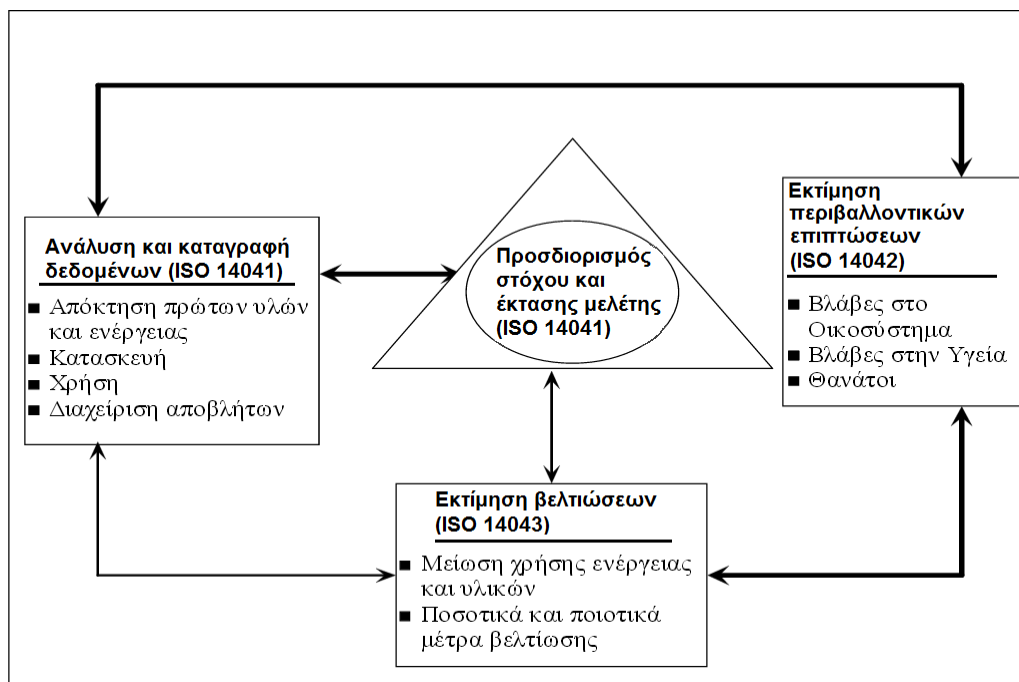 Ανάλυση και καταγραφή
δεδομένων (ISO 14041)
■ Απόκτηση πρώτων υλών
και ενέργειας
■ Κατασκευή
■ Χρήση
■ Διαχείριση αποβλήτων
Προσδιορισμός
στόχου και
έκτασης μελέτης
(ISO 14041)
Εκτίμηση
περιβαλλοντικών
επιπτώσεων
(ISO 14042)
■ Βλάβες στο
Οικοσύστημα
■ Βλάβες στην Υγεία
■ Θανάτοι
Εκτίμηση βελτιώσεων
(ISO 14043)
■ Μείωση χρήσης ενέργειας
και υλικών
■ Ποσοτικά και ποιοτικά
μέτρα βελτίωσης